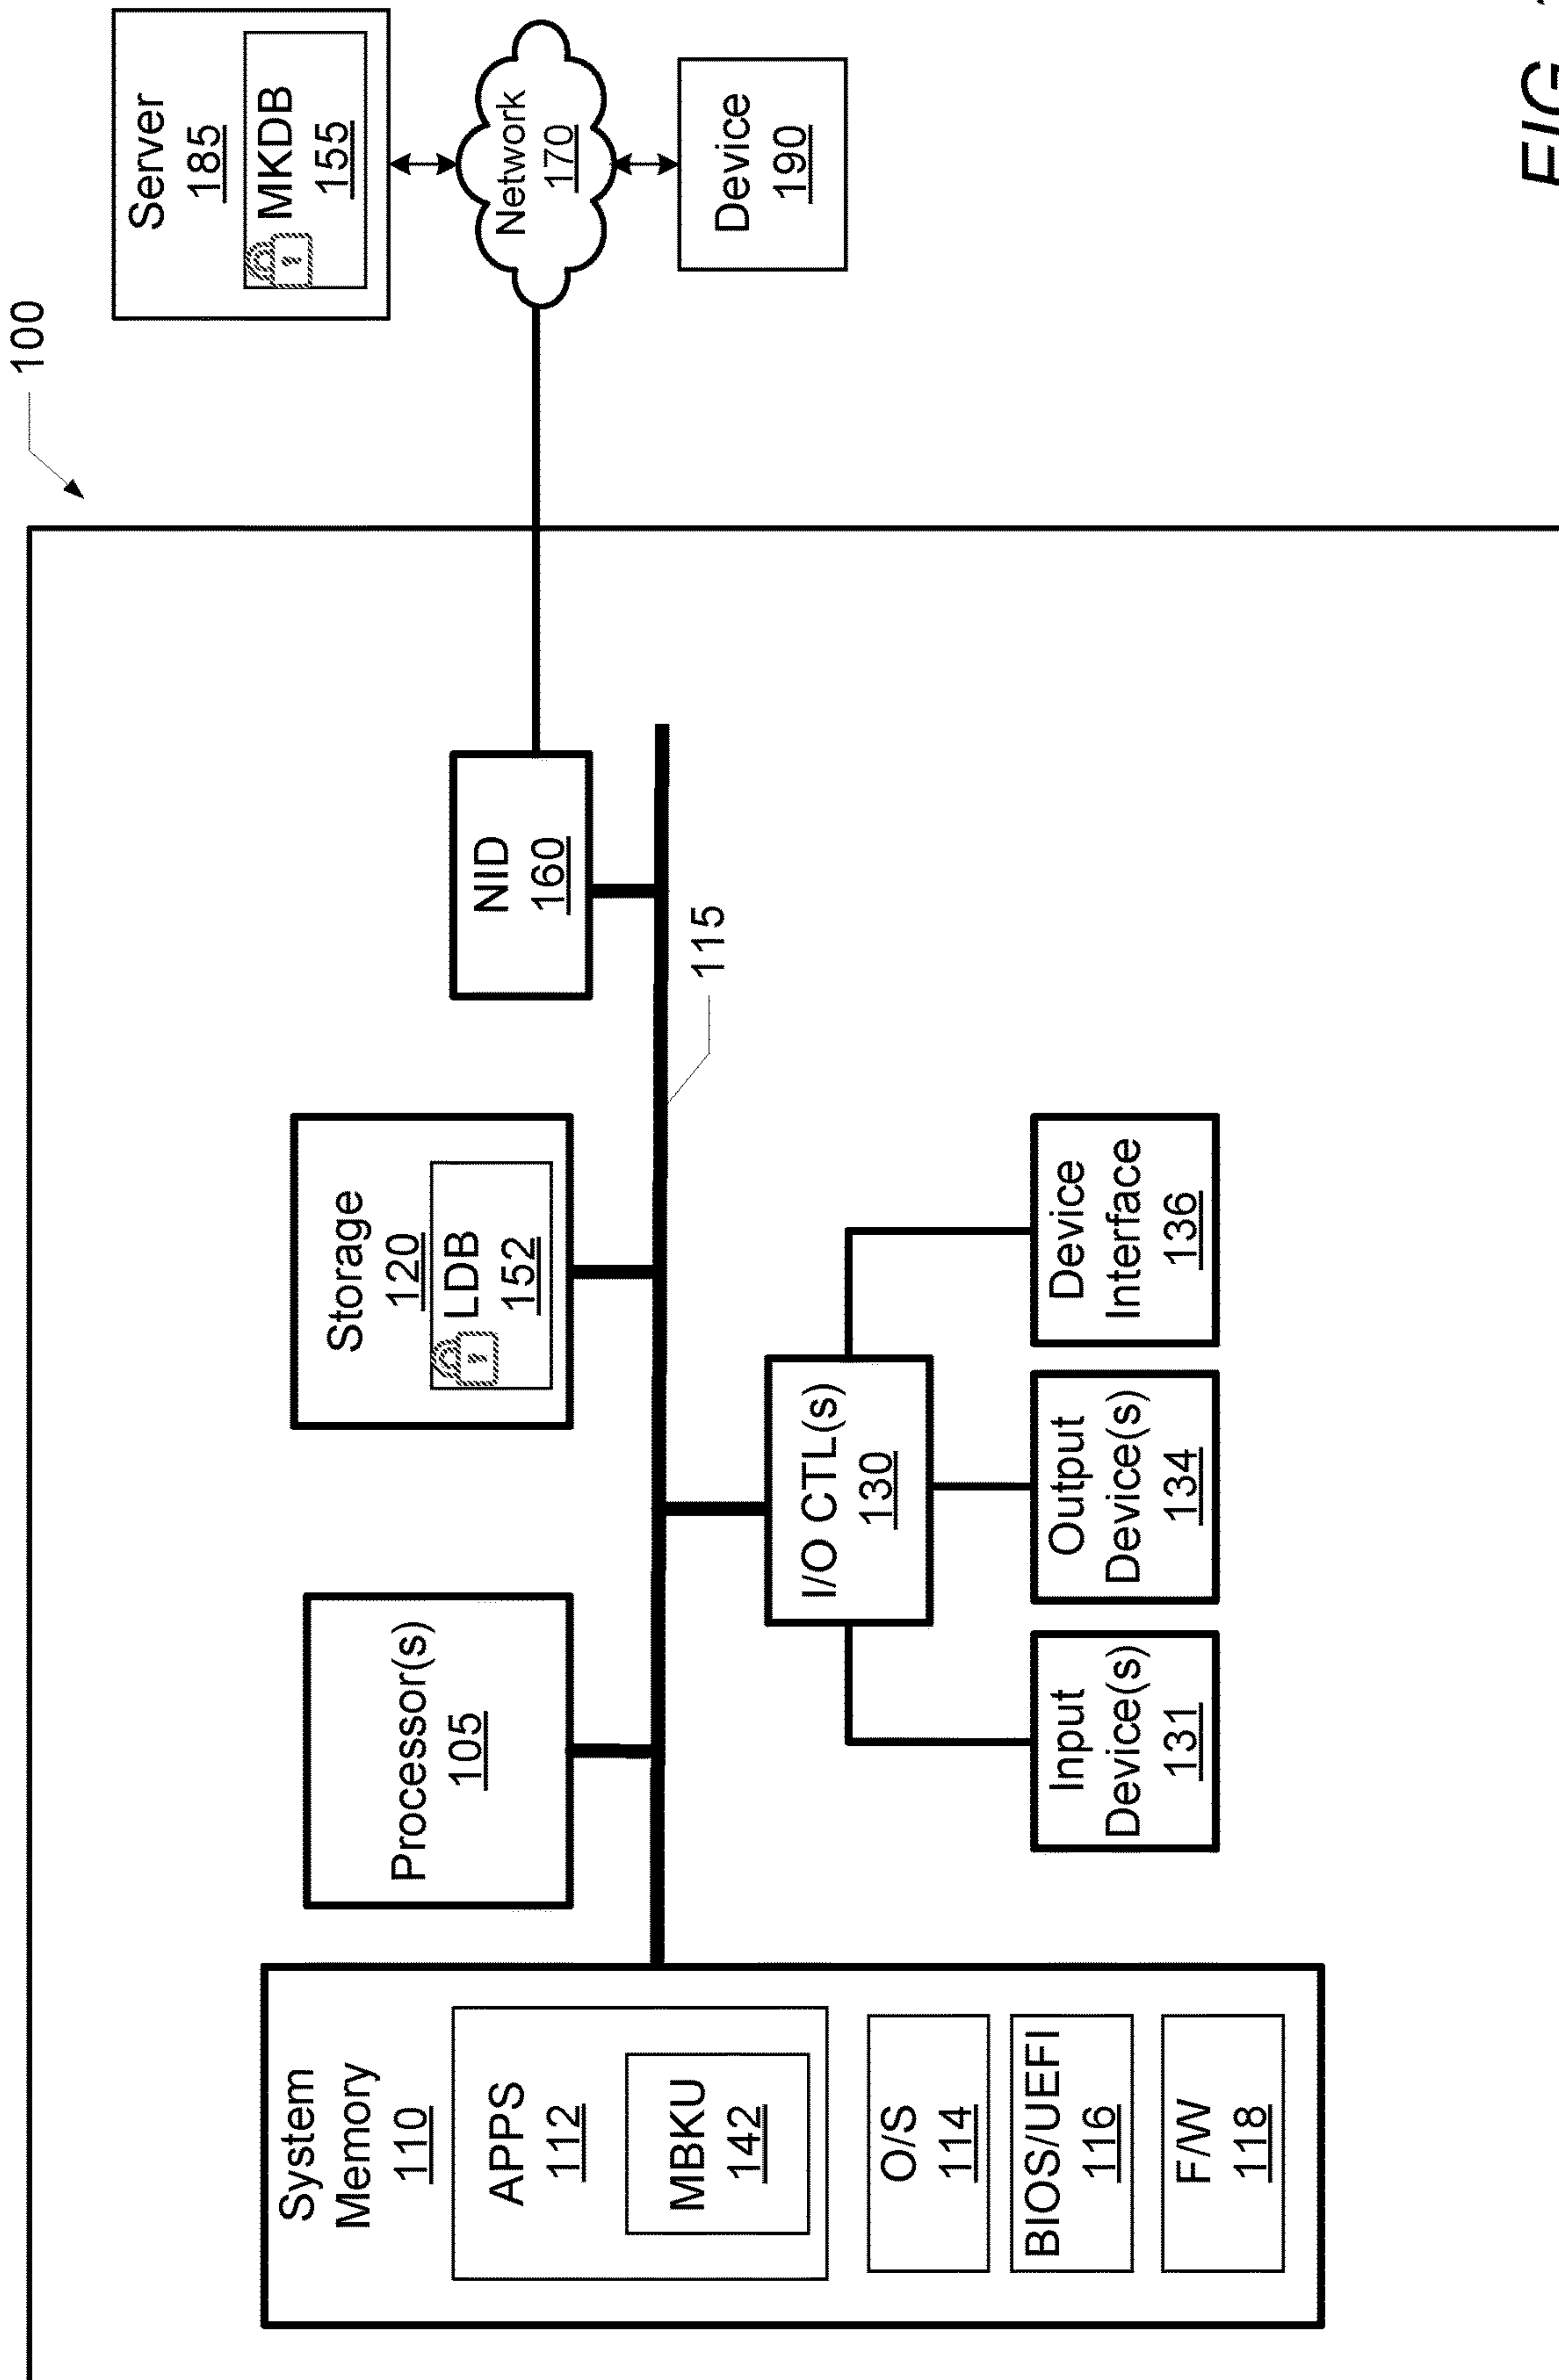 100
System
Memory
110
APPS
112
MBKU
142
O/S
114
BIOS/UEFI
116
F/W
118
Processor(s)
105
Storage
120
LDB
152
NID
160
115
I/O CTL(s)
130
Input
Device(s)
131
Output
Device(s)
134
Device
Interface
136
Server
185
MKDB
155
Network
170
Device
190
FIG.